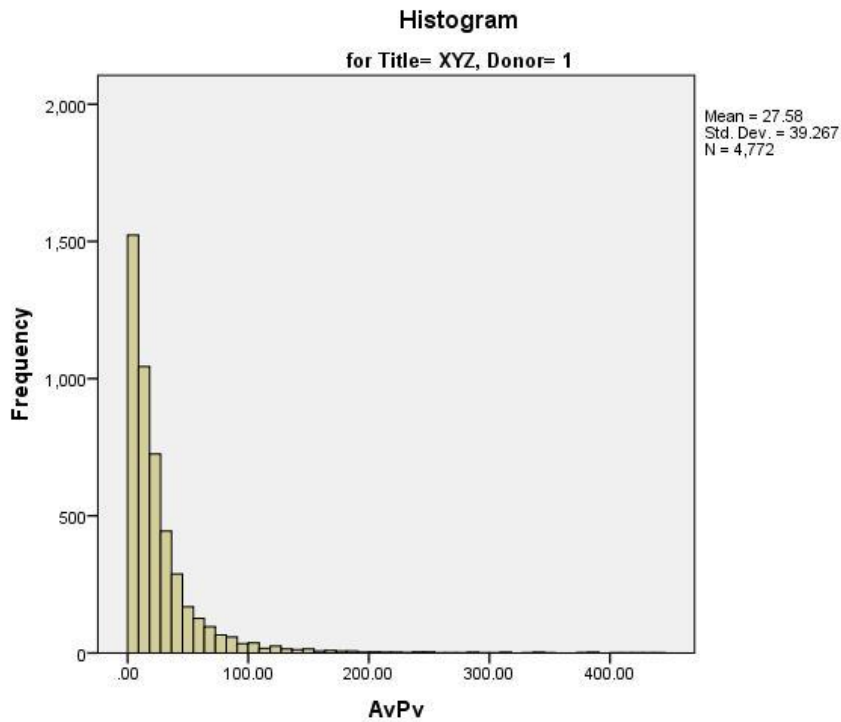 Histogram
for Title= XYZ, Donor= 1
2,000
1,500
1,000
500
0
Frequency
.00 100.00 200.00 300.00 400.00
AvPv
Mean = 27.58
Std. Dev. = 39.267
N = 4,772